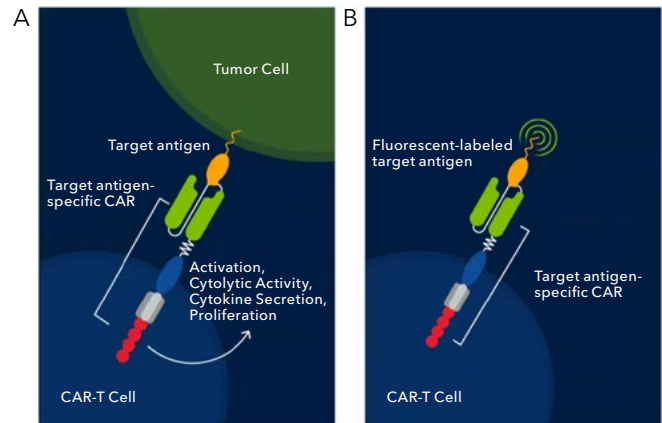 A
Tumor Cell
Target antigen
Target antigen-
specific CAR
Activation,
Cytolytic Activity,
Cytokine Secretion,
Proliferation
CAR-T Cell
B
Fluorescent-labeled
target antigen
Target antigen-
specific CAR
CAR-T Cell